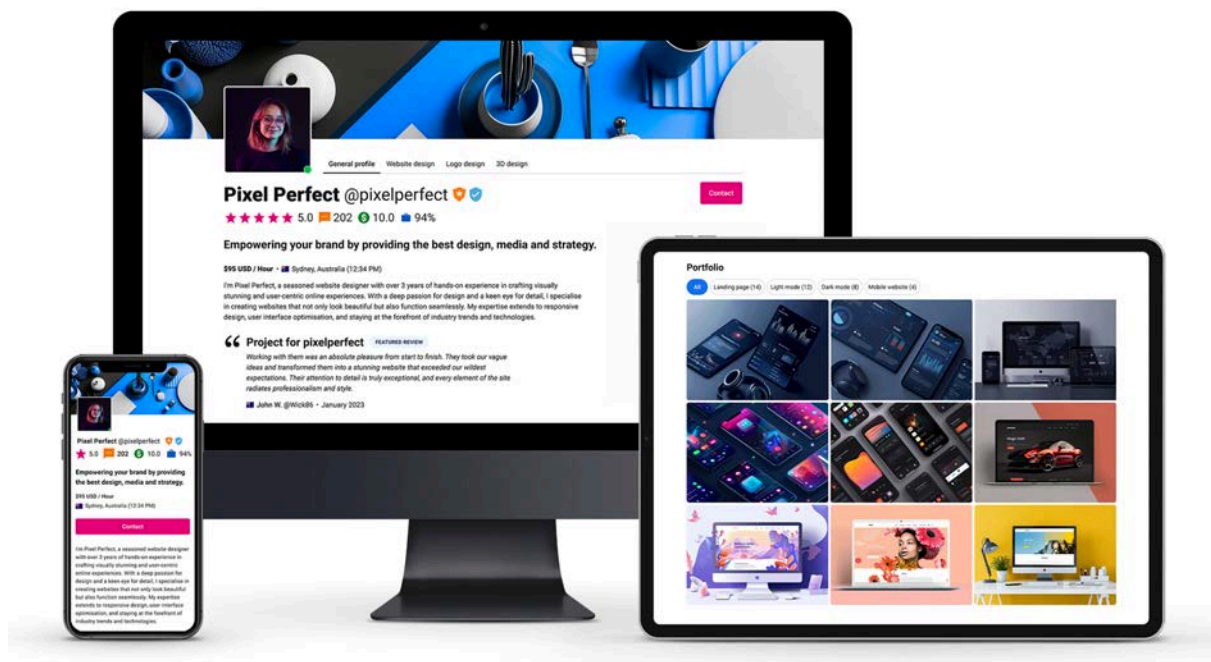 General profile Website design Logo design 3D design
Pixel Perfect @pixelperfect
Contact
5.0 202 10.0 94%
Empowering your brand by providing the best design, media and strategy.
$95 USD / Hour • Sydney, Australia (12:34 PM)
I'm Pixel Perfect, a seasoned website designer with over 3 years of hands-on experience in crafting visually
stunning and user-centric online experiences. With a deep passion for design and a keen eye for detail, I specialise
in creating websites that not only look beautiful but also function seamlessly. My expertise extends to responsive
design, user interface optimisation, and staying at the forefront of industry trends and technologies.
“ Project for pixelperfect FEATURED REVIEW
Working with them was an absolute pleasure from start to finish. They took our vague
ideas and transformed them into a stunning website that exceeded our wildest
expectations. Their attention to detail is truly exceptional, and every element of the site
radiates professionalism and style.
John W. @Wick86 • January 2023
Pixel Perfect @pixelperfect
5.0 202 10.0 94%
Empowering your brand by providing
the best design, media and strategy.
$95 USD / Hour
Sydney, Australia (12:34 PM)
Contact
I'm Pixel Perfect, a seasoned website designer
with over 3 years of hands-on experience in
crafting visually stunning and user-centric
online experiences. With a deep passion for
design and a keen eye for detail, I specialise in
creating websites that not only look beautiful
but also function seamlessly. My expertise
extends to responsive design, user interface
optimisation, and staying at the forefront of
industry trends and technologies.
Portfolio
All Landing page (14) Light mode (12) Dark mode (8) Mobile website (4)